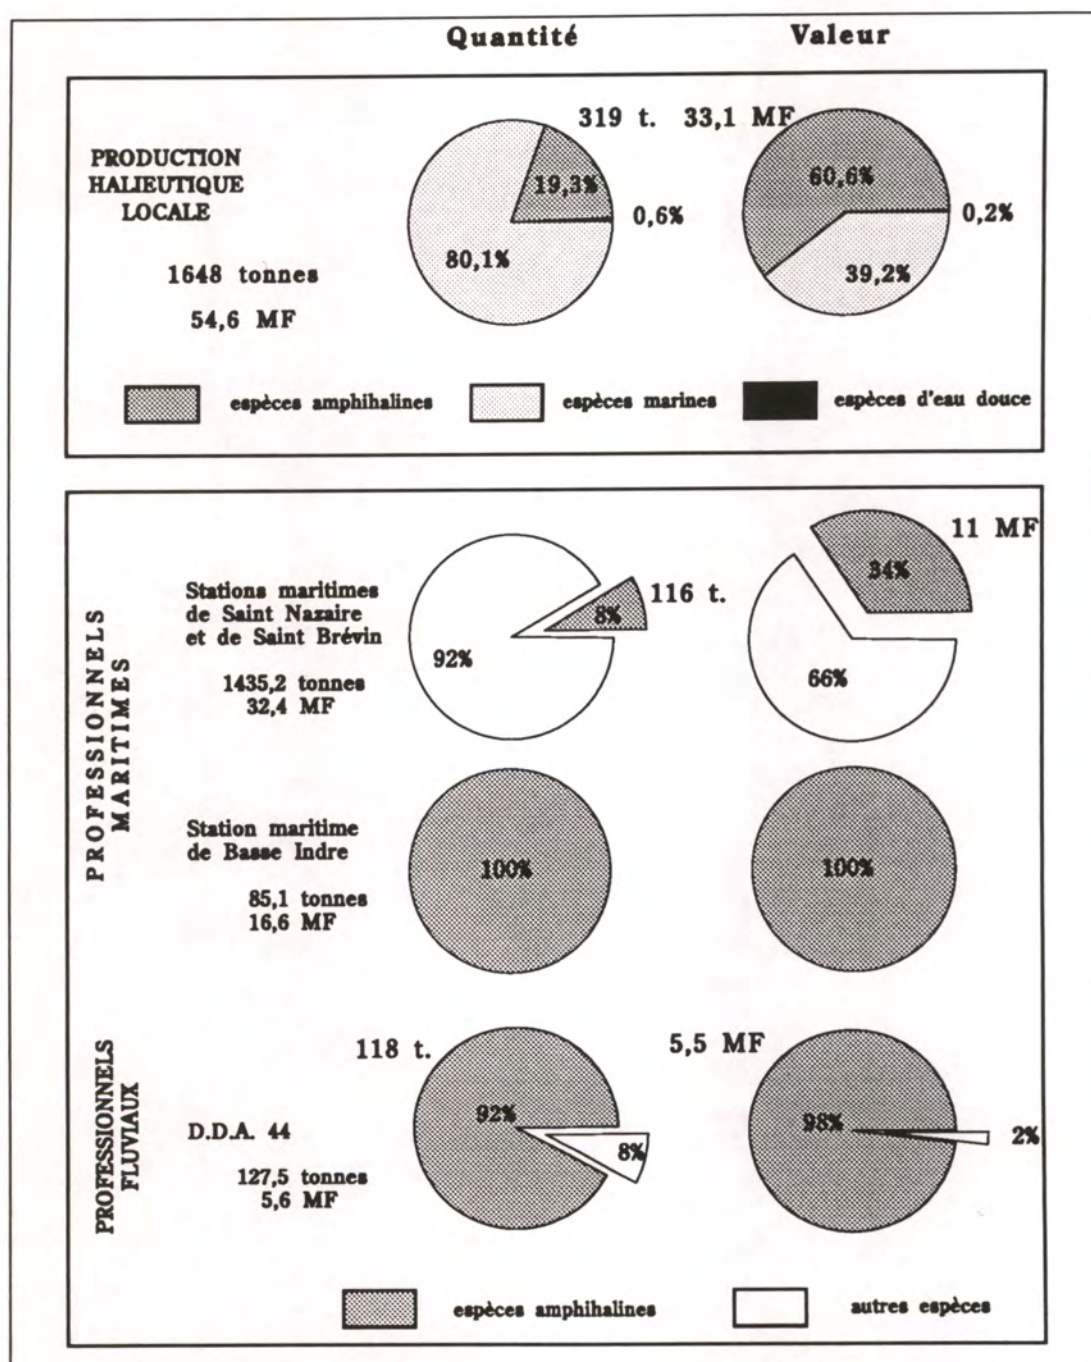 Quantité Valeur
PRODUCTION
HALIEUTIQUE
LOCALE
1648 tonnes
54,6 MF
319 t. 33,1 MF
19,3%
0,6%
80,1%
60,6%
0,2%
39,2%
espèces amphihalines espèces marines espèces d'eau douce
PROFESSIONNELS
MARITIMES
Stations maritimes
de Saint Nazaire
et de Saint Brévin
1435,2 tonnes
32,4 MF
8%
116 t.
92%
11 MF
34%
66%
Station maritime
de Basse Indre
85,1 tonnes
16,6 MF
100%
100%
PROFESSIONNELS
FLUVIAUX
D.D.A. 44
127,5 tonnes
5,6 MF
118 t.
92%
8%
5,5 MF
98%
2%
espèces amphihalines autres espèces